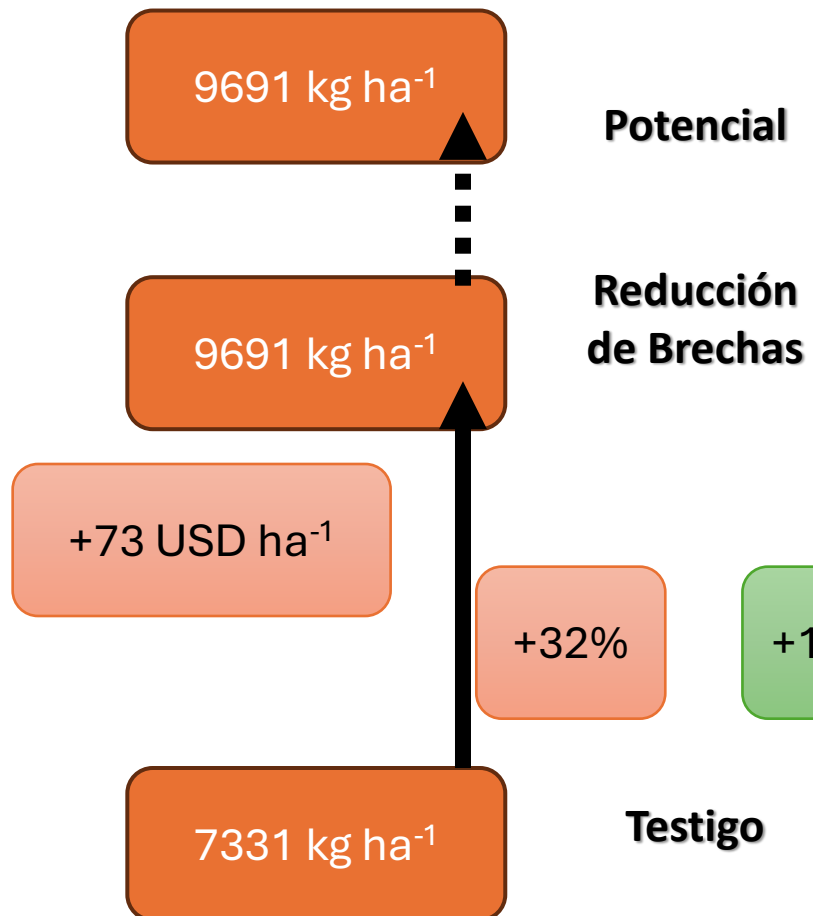 9691 kg ha⁻¹
Potencial
9691 kg ha⁻¹
Reducción
de Brechas
+73 USD ha⁻¹
+32%
+1
7331 kg ha⁻¹
Testigo